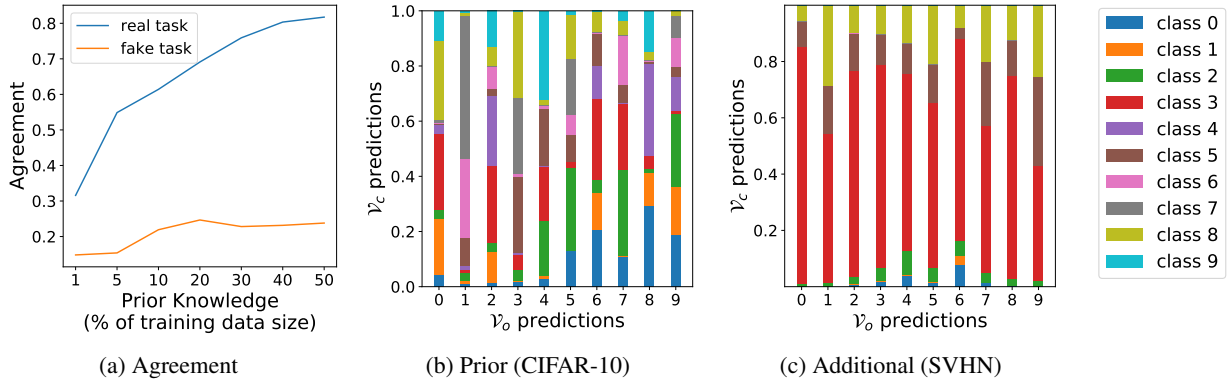 real task
fake task
0.8
0.7
0.6
0.5
0.4
0.3
0.2
Agreement
1 5 10 20 30 40 50
Prior Knowledge
(% of training data size)
(a) Agreement
1.0
0.8
0.6
0.4
0.2
0.0
𝒱c predictions
0 1 2 3 4 5 6 7 8 9
𝒱o predictions
(b) Prior (CIFAR-10)
0.8
0.6
0.4
0.2
𝒱c predictions
0 1 2 3 4 5 6 7 8 9
𝒱o predictions
(c) Additional (SVHN)
class 0
class 1
class 2
class 3
class 4
class 5
class 6
class 7
class 8
class 9